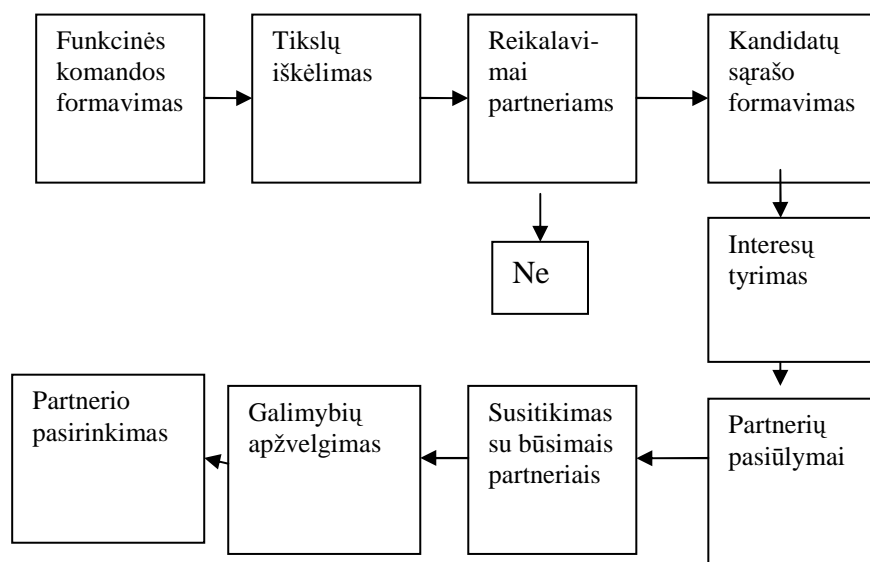 Funkcinės
komandos
formavimas
Tikslų
iškėlimas
Reikalavi-
mai
partneriams
Kandidatų
sąrašo
formavimas
Ne
Interesų
tyrimas
Partnerio
pasirinkimas
Galimybių
apžvelgimas
Susitikimas
su būsimais
partneriais
Partnerių
pasiūlymai